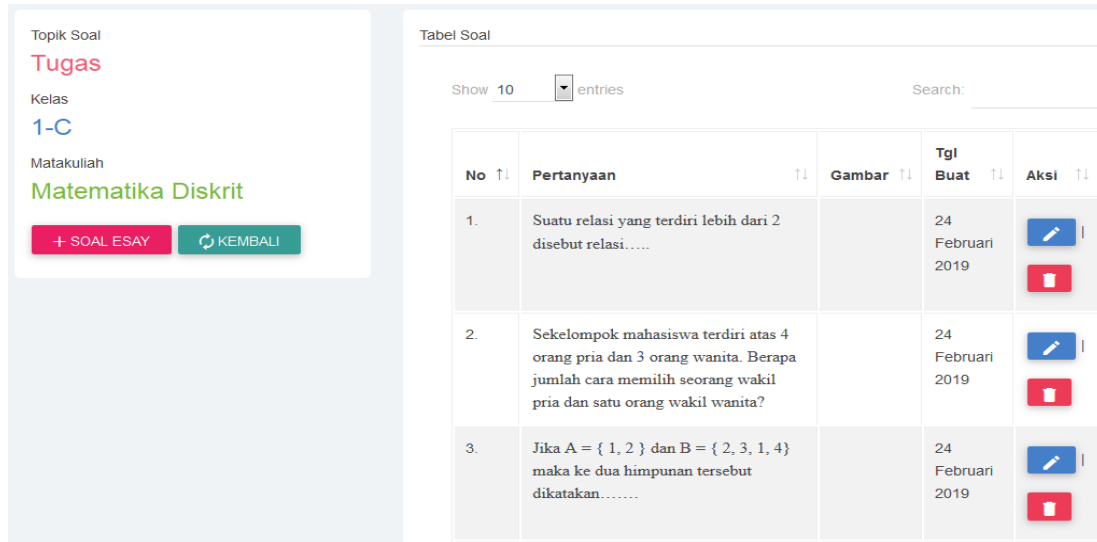 Topik Soal
Tugas
Kelas
1-C
Matakuliah
Matematika Diskrit
+ SOAL ESAY KEMBALI
Tabel Soal
Show 10 entries Search:
No Pertanyaan Gambar Tgl Buat Aksi
1. Suatu relasi yang terdiri lebih dari 2
disebut relasi…..
24
Februari
2019
|
2. Sekelompok mahasiswa terdiri atas 4
orang pria dan 3 orang wanita. Berapa
jumlah cara memilih seorang wakil
pria dan satu orang wakil wanita?
24
Februari
2019
|
3. Jika A = { 1, 2 } dan B = { 2, 3, 1, 4}
maka ke dua himpunan tersebut
dikatakan…….
24
Februari
2019
|